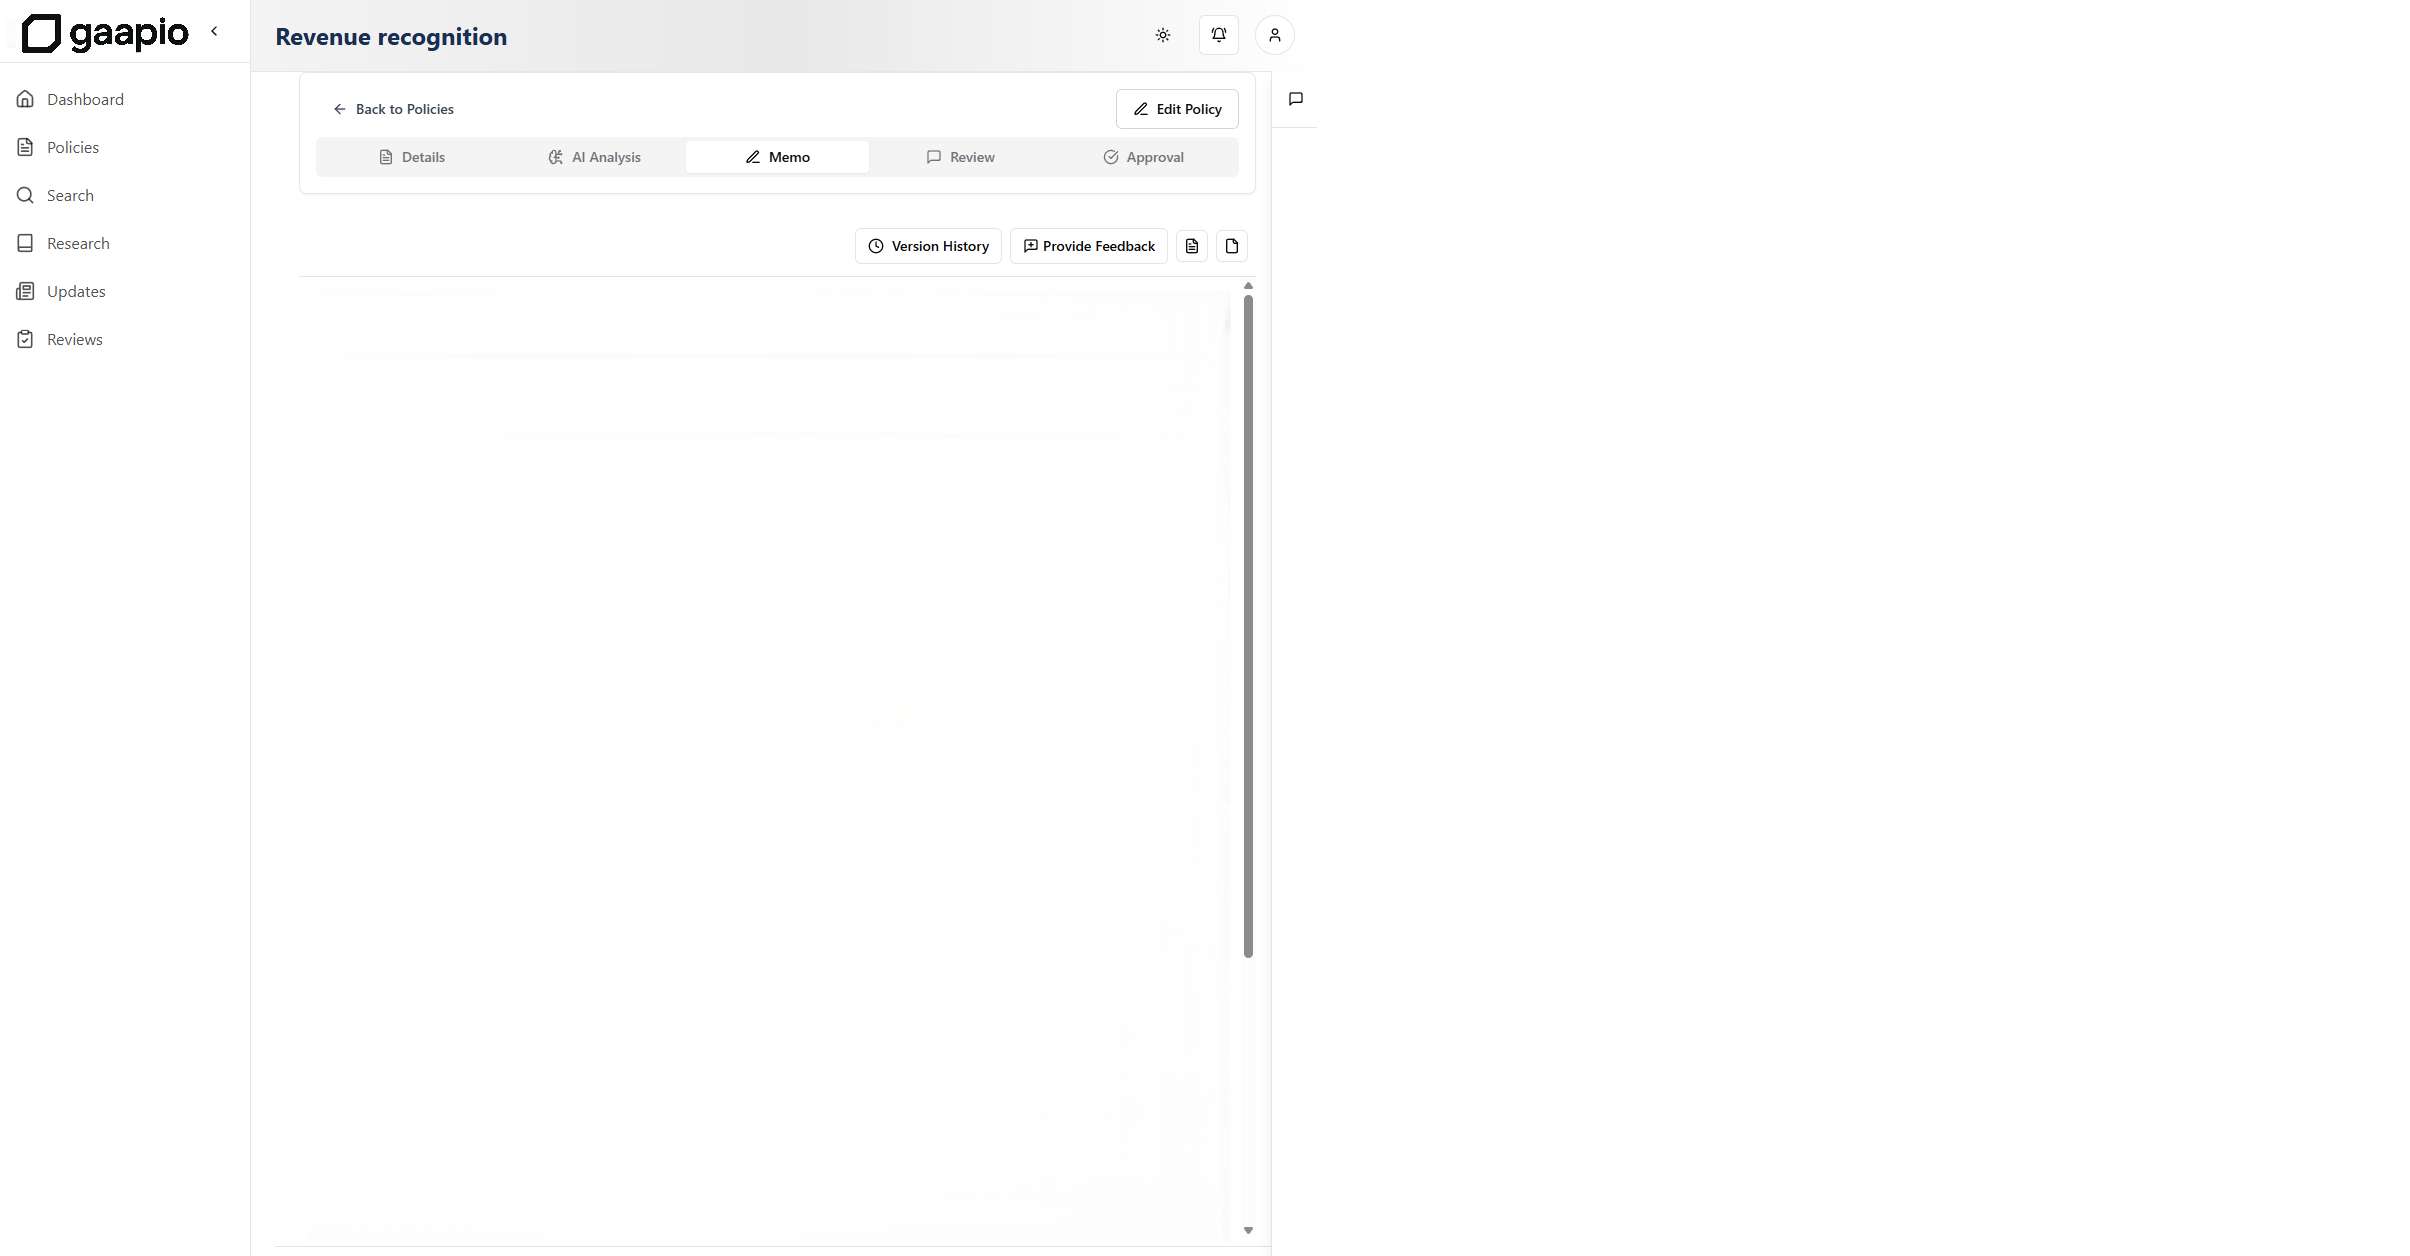 gaapio
Revenue recognition
Dashboard
Policies
Search
Research
Updates
Reviews
Back to Policies
Edit Policy
Details
AI Analysis
Memo
Review
Approval
Version History
Provide Feedback